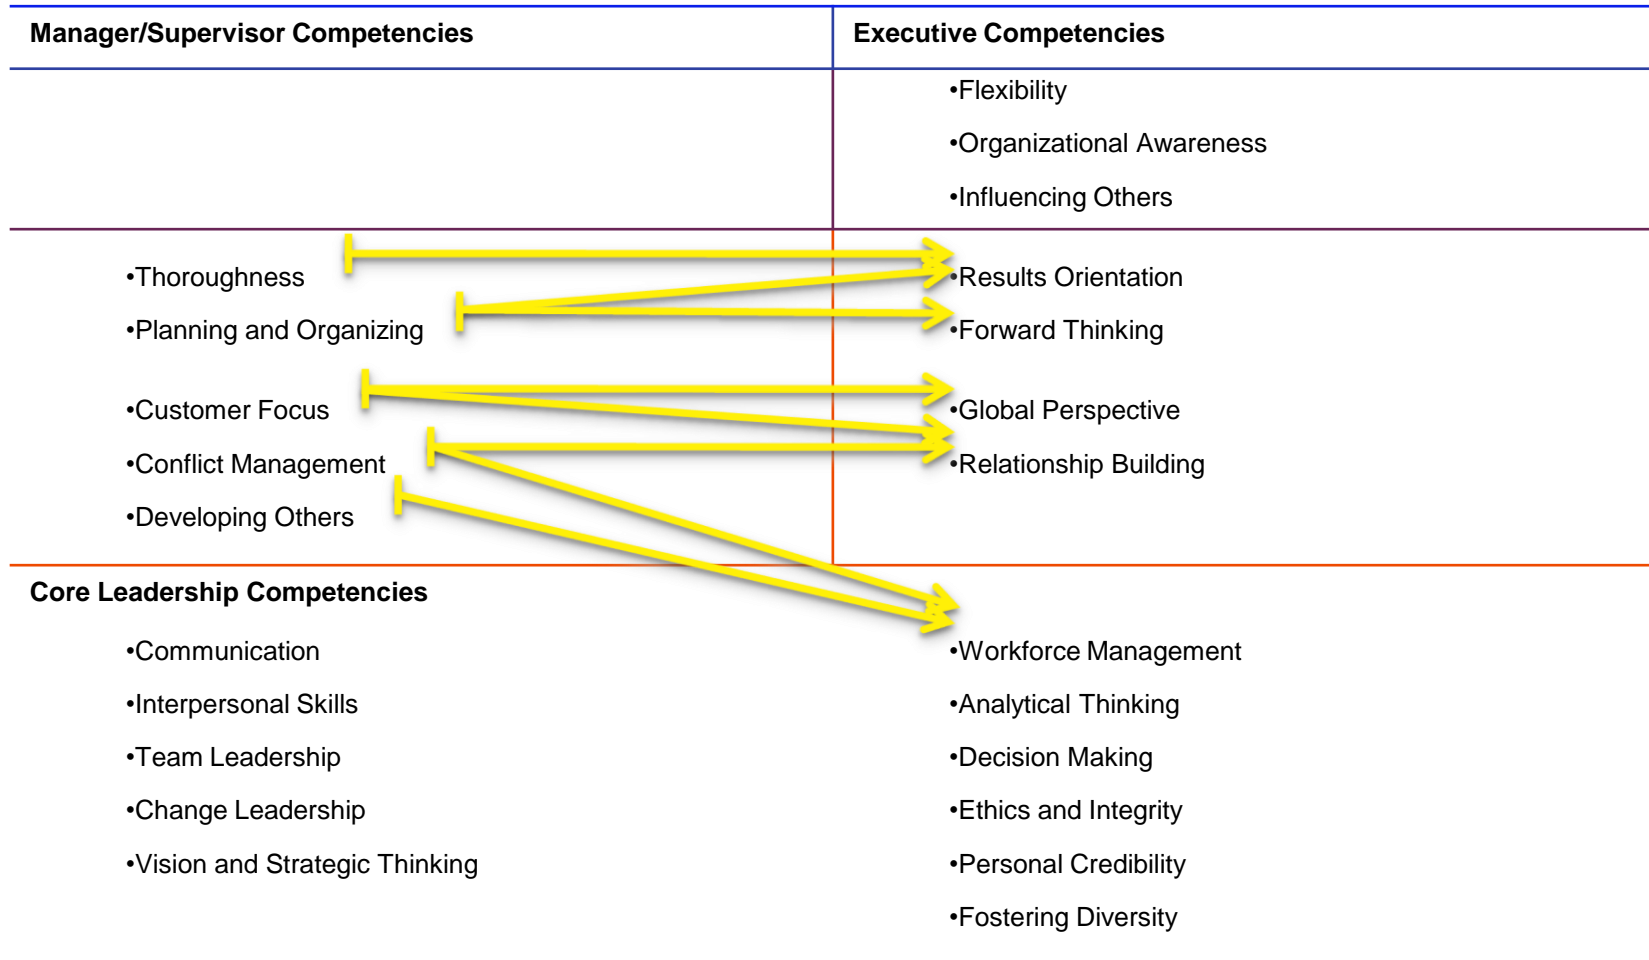 Manager/Supervisor Competencies
Executive Competencies
•Flexibility
•Organizational Awareness
•Influencing Others
•Thoroughness
•Results Orientation
•Planning and Organizing
•Forward Thinking
•Customer Focus
•Global Perspective
•Conflict Management
•Relationship Building
•Developing Others
Core Leadership Competencies
•Communication
•Workforce Management
•Interpersonal Skills
•Analytical Thinking
•Team Leadership
•Decision Making
•Change Leadership
•Ethics and Integrity
•Vision and Strategic Thinking
•Personal Credibility
•Fostering Diversity